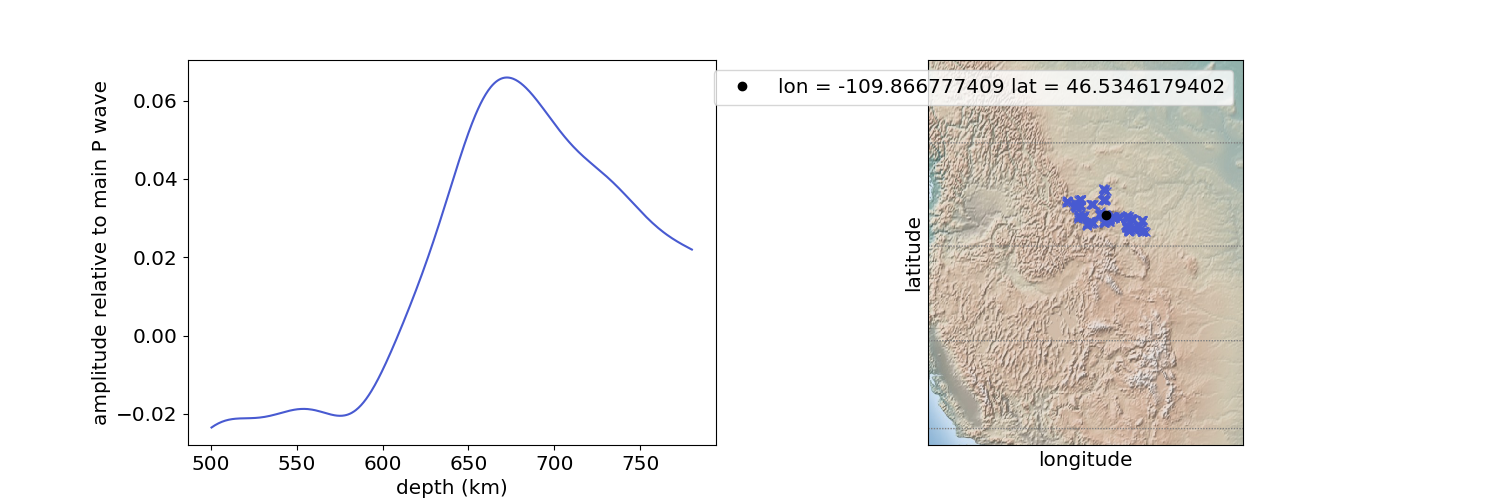 amplitude relative to main P wave
0.06
0.04
0.02
0.00
−0.02
500 550 600 650 700 750
depth (km)
lon = -109.866777409 lat = 46.5346179402
latitude
longitude